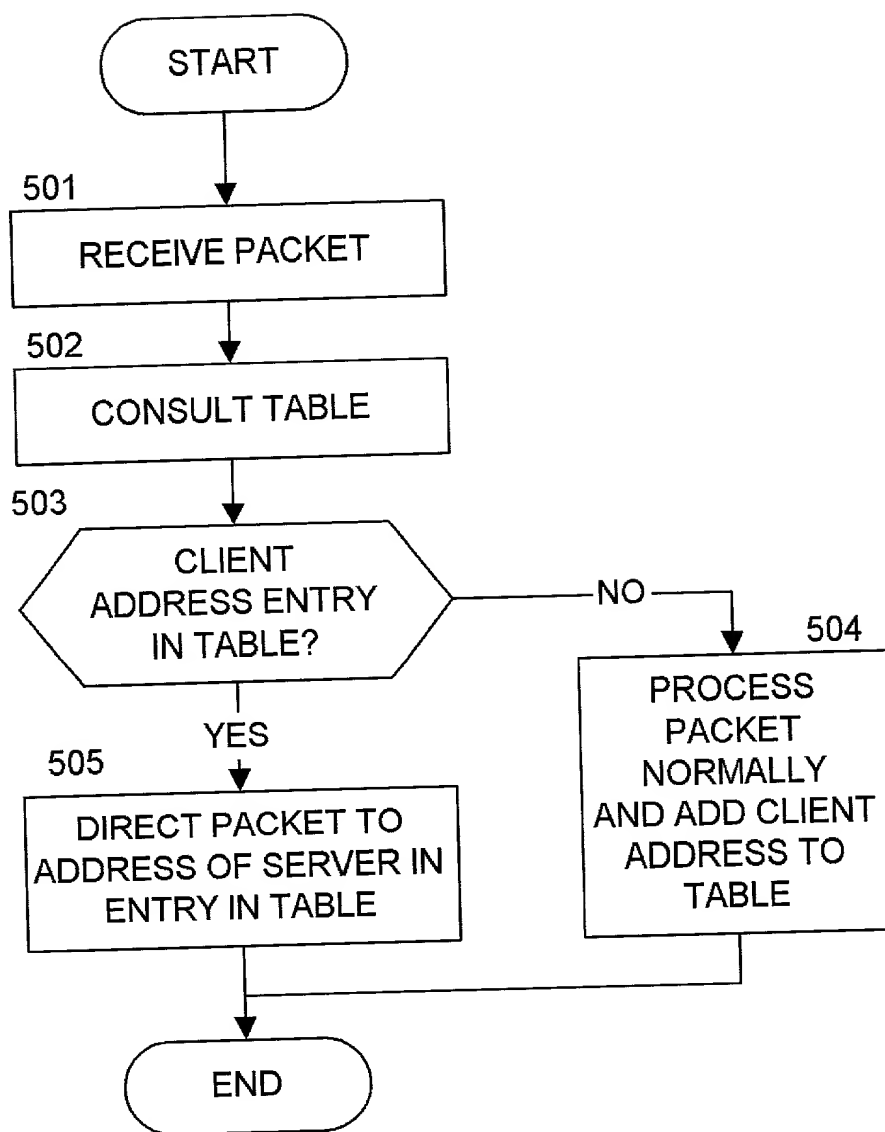 START
501
RECEIVE PACKET
502
CONSULT TABLE
503
CLIENT
ADDRESS ENTRY
IN TABLE?
NO
504
PROCESS
PACKET
NORMALLY
AND ADD CLIENT
ADDRESS TO
TABLE
YES
505
DIRECT PACKET TO
ADDRESS OF SERVER IN
ENTRY IN TABLE
END